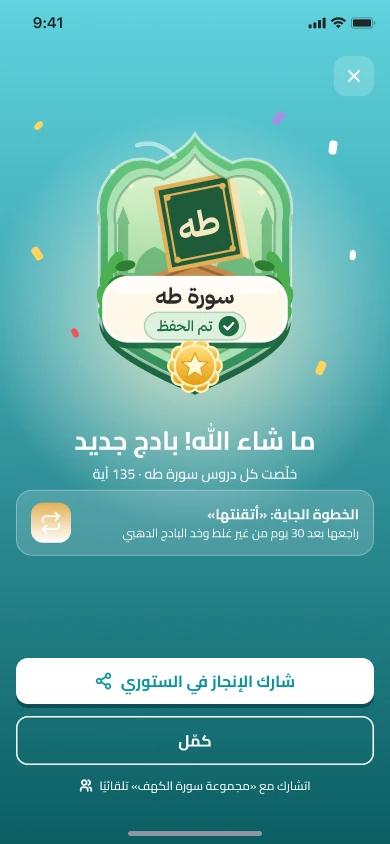 9:41
طه
سورة طه
تم الحفظ
ما شاء الله! بادج جديد
خلّصت كل دروس سورة طه · 135 آية
الخطوة الجاية: «أتقنتها»
راجعها بعد 30 يوم من غير غلط وخد البادج الدهبي
شارك الإنجاز في الستوري
كمّل
اتشارك مع «مجموعة سورة الكهف» تلقائيًا